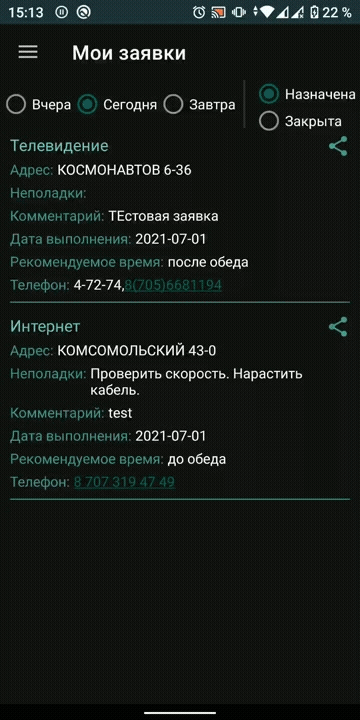 15:13 22 %
Мои заявки
Вчера Сегодня Завтра
Назначена
Закрыта
Телевидение
Адрес: КОСМОНАВТОВ 6-36
Неполадки:
Комментарий: ТЕстовая заявка
Дата выполнения: 2021-07-01
Рекомендуемое время: после обеда
Телефон: 4-72-74,8(705)6681194
Интернет
Адрес: КОМСОМОЛЬСКИЙ 43-0
Неполадки: Проверить скорость. Нарастить
кабель.
Комментарий: test
Дата выполнения: 2021-07-01
Рекомендуемое время: до обеда
Телефон: 8 707 319 47 49